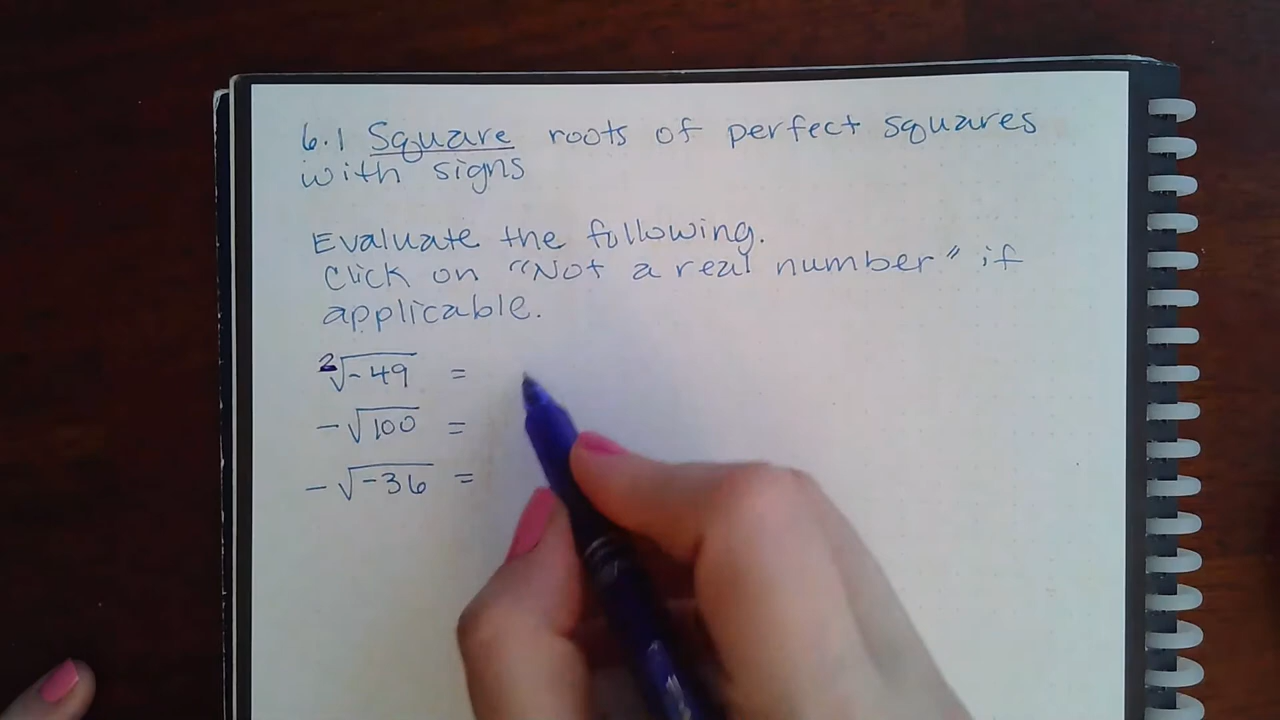 6.1 Square roots of perfect squares
with signs
Evaluate the following.
Click on "Not a real number" if
applicable.
²√-49 =
-√100 =
-√-36 =